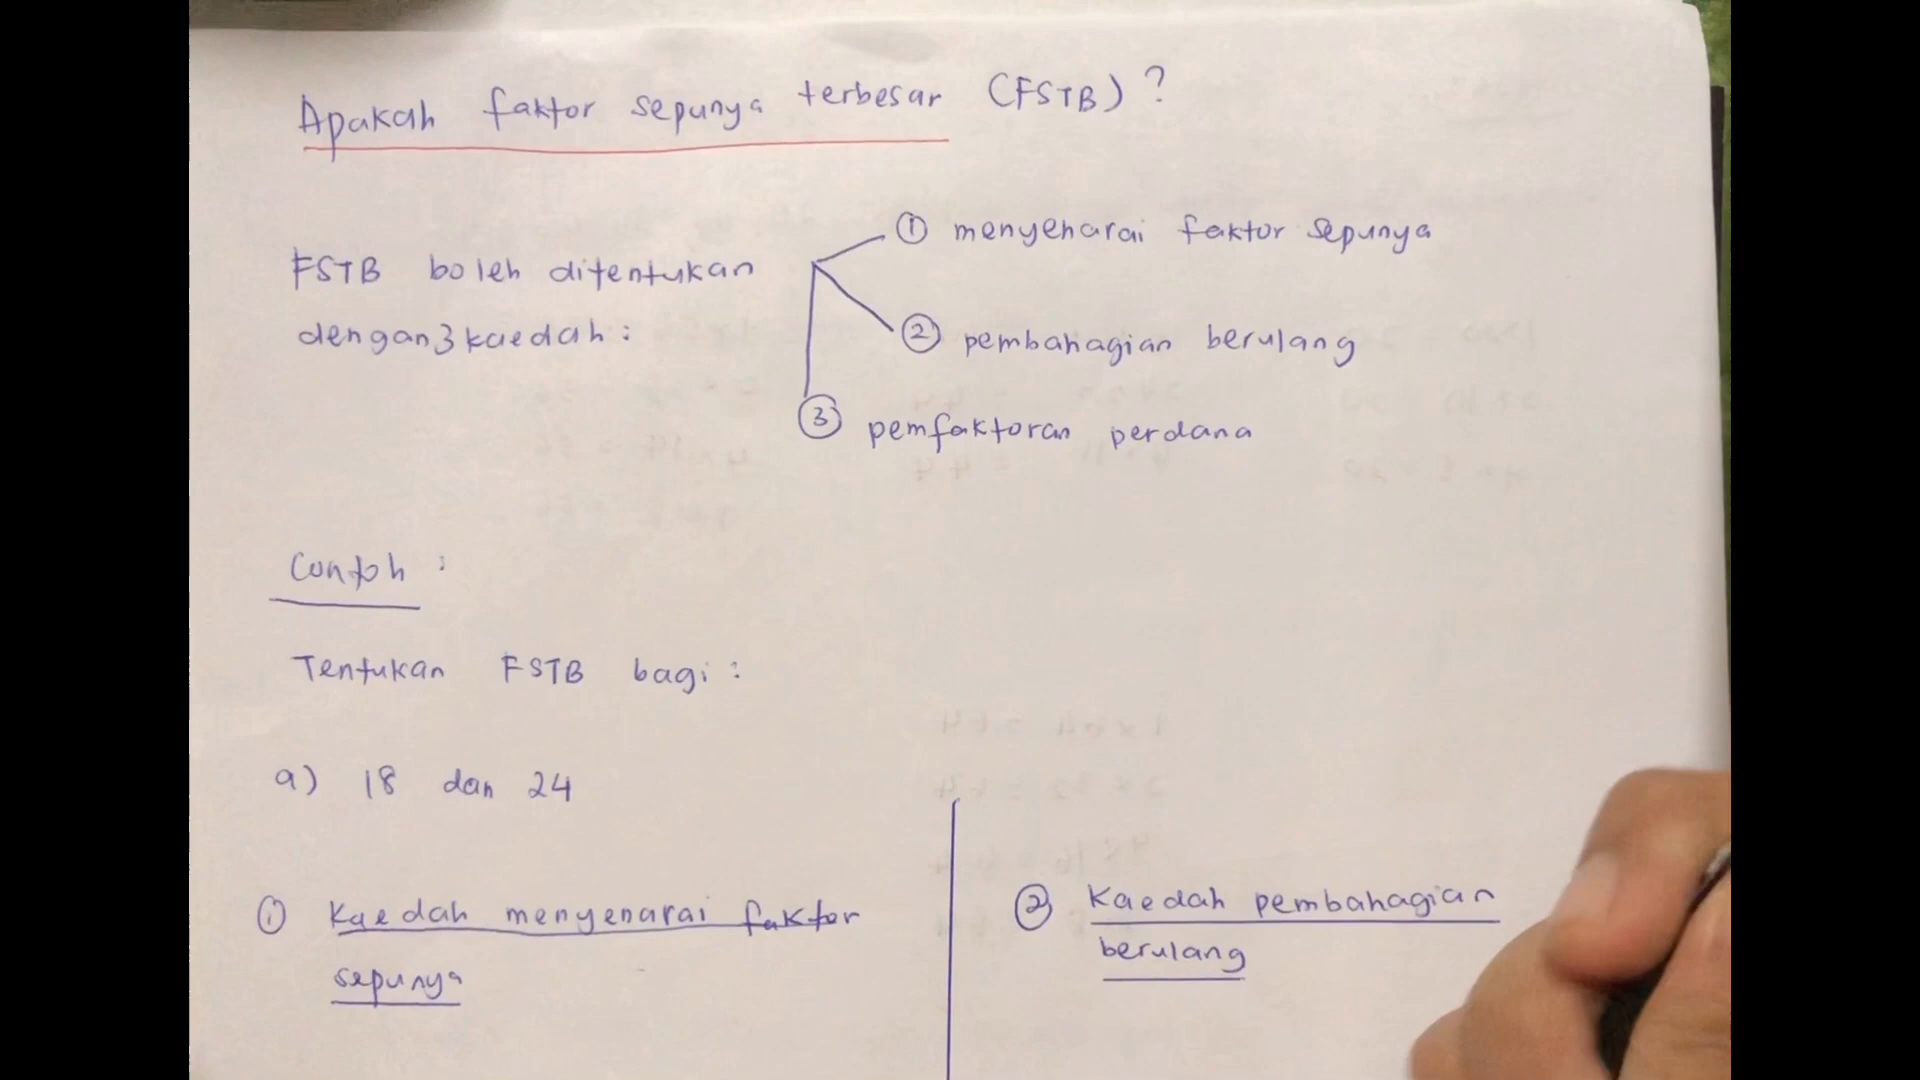 Apakah faktor sepunya terbesar (FSTB)?
FSTB boleh ditentukan
dengan 3 kaedah:
① menyenarai faktor sepunya
② pembahagian berulang
③ pemfaktoran perdana
Contoh:
Tentukan FSTB bagi:
a) 18 dan 24
① Kaedah menyenarai faktor
sepunya
② Kaedah pembahagian
berulang